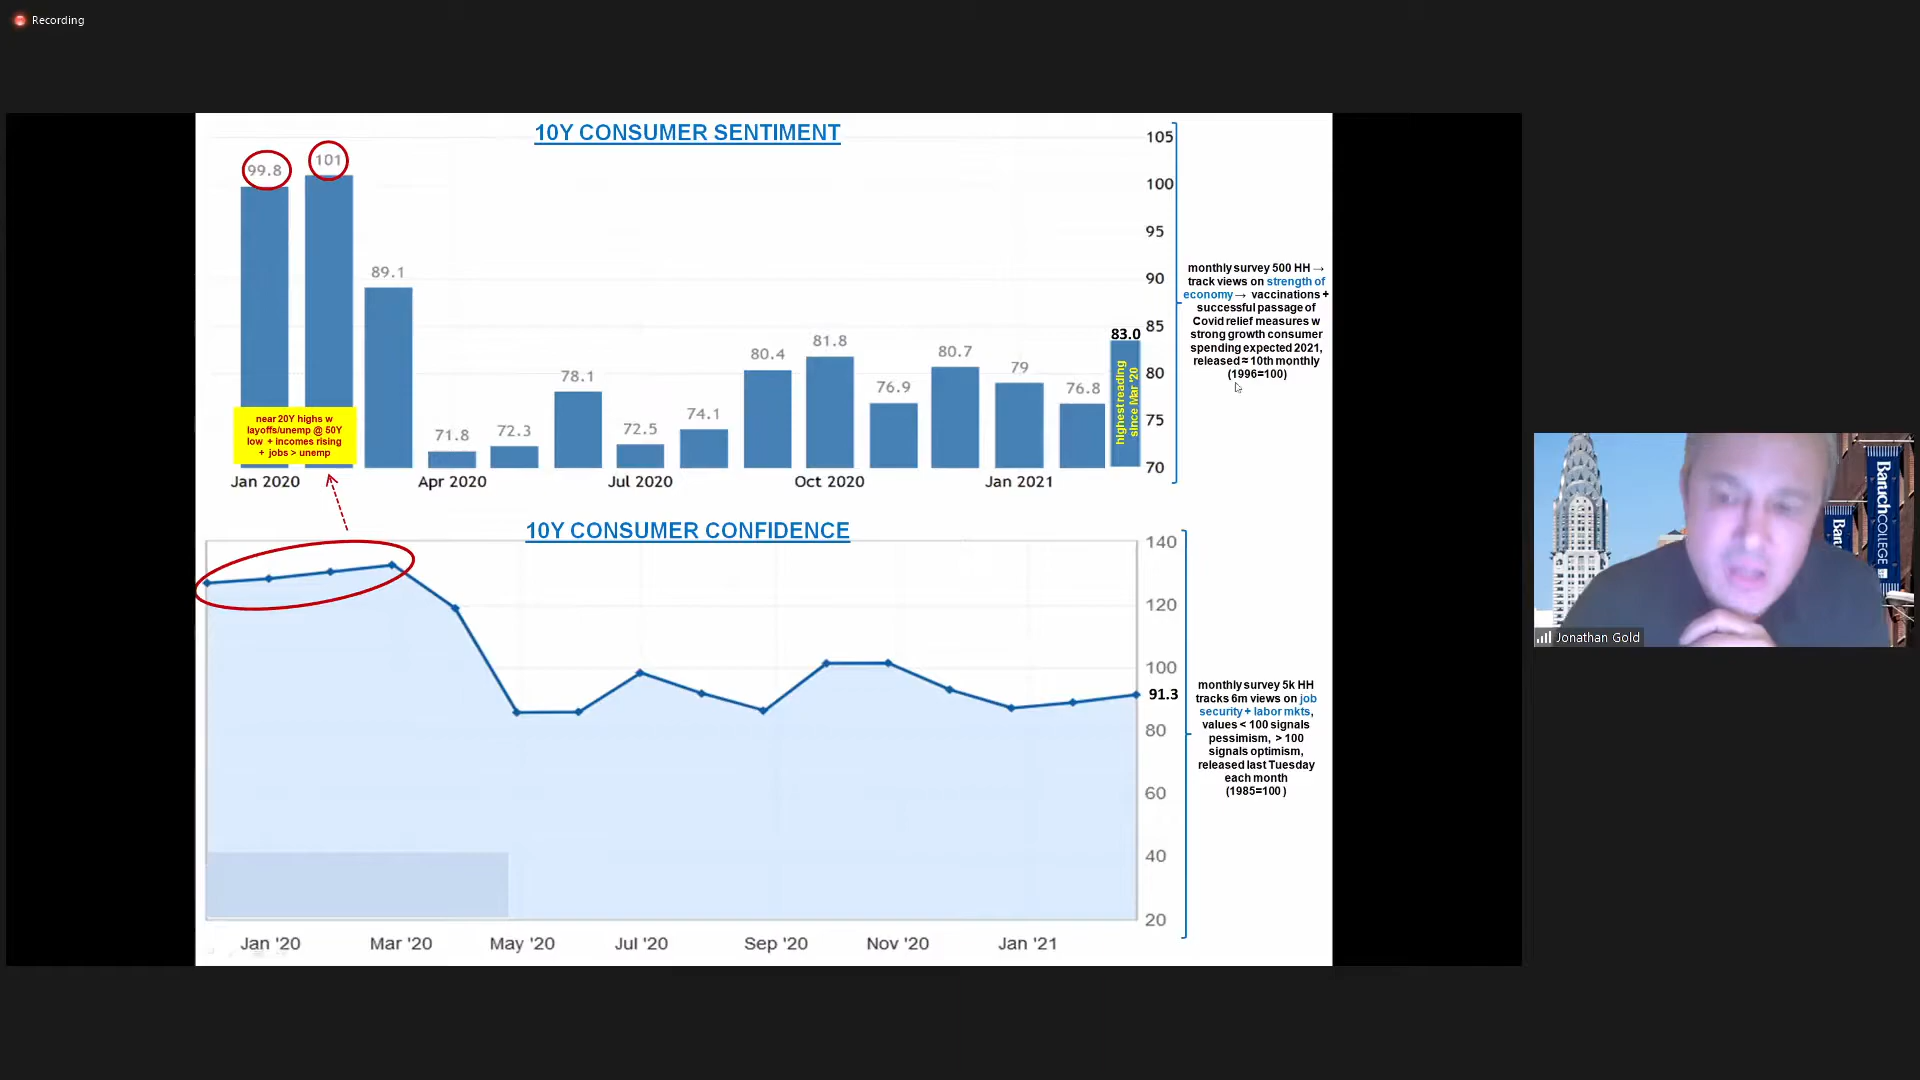 Recording
10Y CONSUMER SENTIMENT
99.8
101
89.1
71.8
72.3
78.1
72.5
74.1
80.4
81.8
76.9
80.7
79
76.8
83.0
highest reading
since Mar '20
near 20Y highs w
layoffs/unemp @ 50Y
low + incomes rising
+ jobs > unemp
105
100
95
90
85
80
75
70
Jan 2020
Apr 2020
Jul 2020
Oct 2020
Jan 2021
monthly survey 500 HH →
track views on strength of
economy → vaccinations +
successful passage of
Covid relief measures w
strong growth consumer
spending expected 2021,
released ≈ 10th monthly
(1996=100)
10Y CONSUMER CONFIDENCE
140
120
100
91.3
80
60
40
20
Jan '20
Mar '20
May '20
Jul '20
Sep '20
Nov '20
Jan '21
monthly survey 5k HH
tracks 6m views on job
security + labor mkts,
values < 100 signals
pessimism, > 100
signals optimism,
released last Tuesday
each month
(1985=100 )
Baruch COLLEGE
Baru
Jonathan Gold